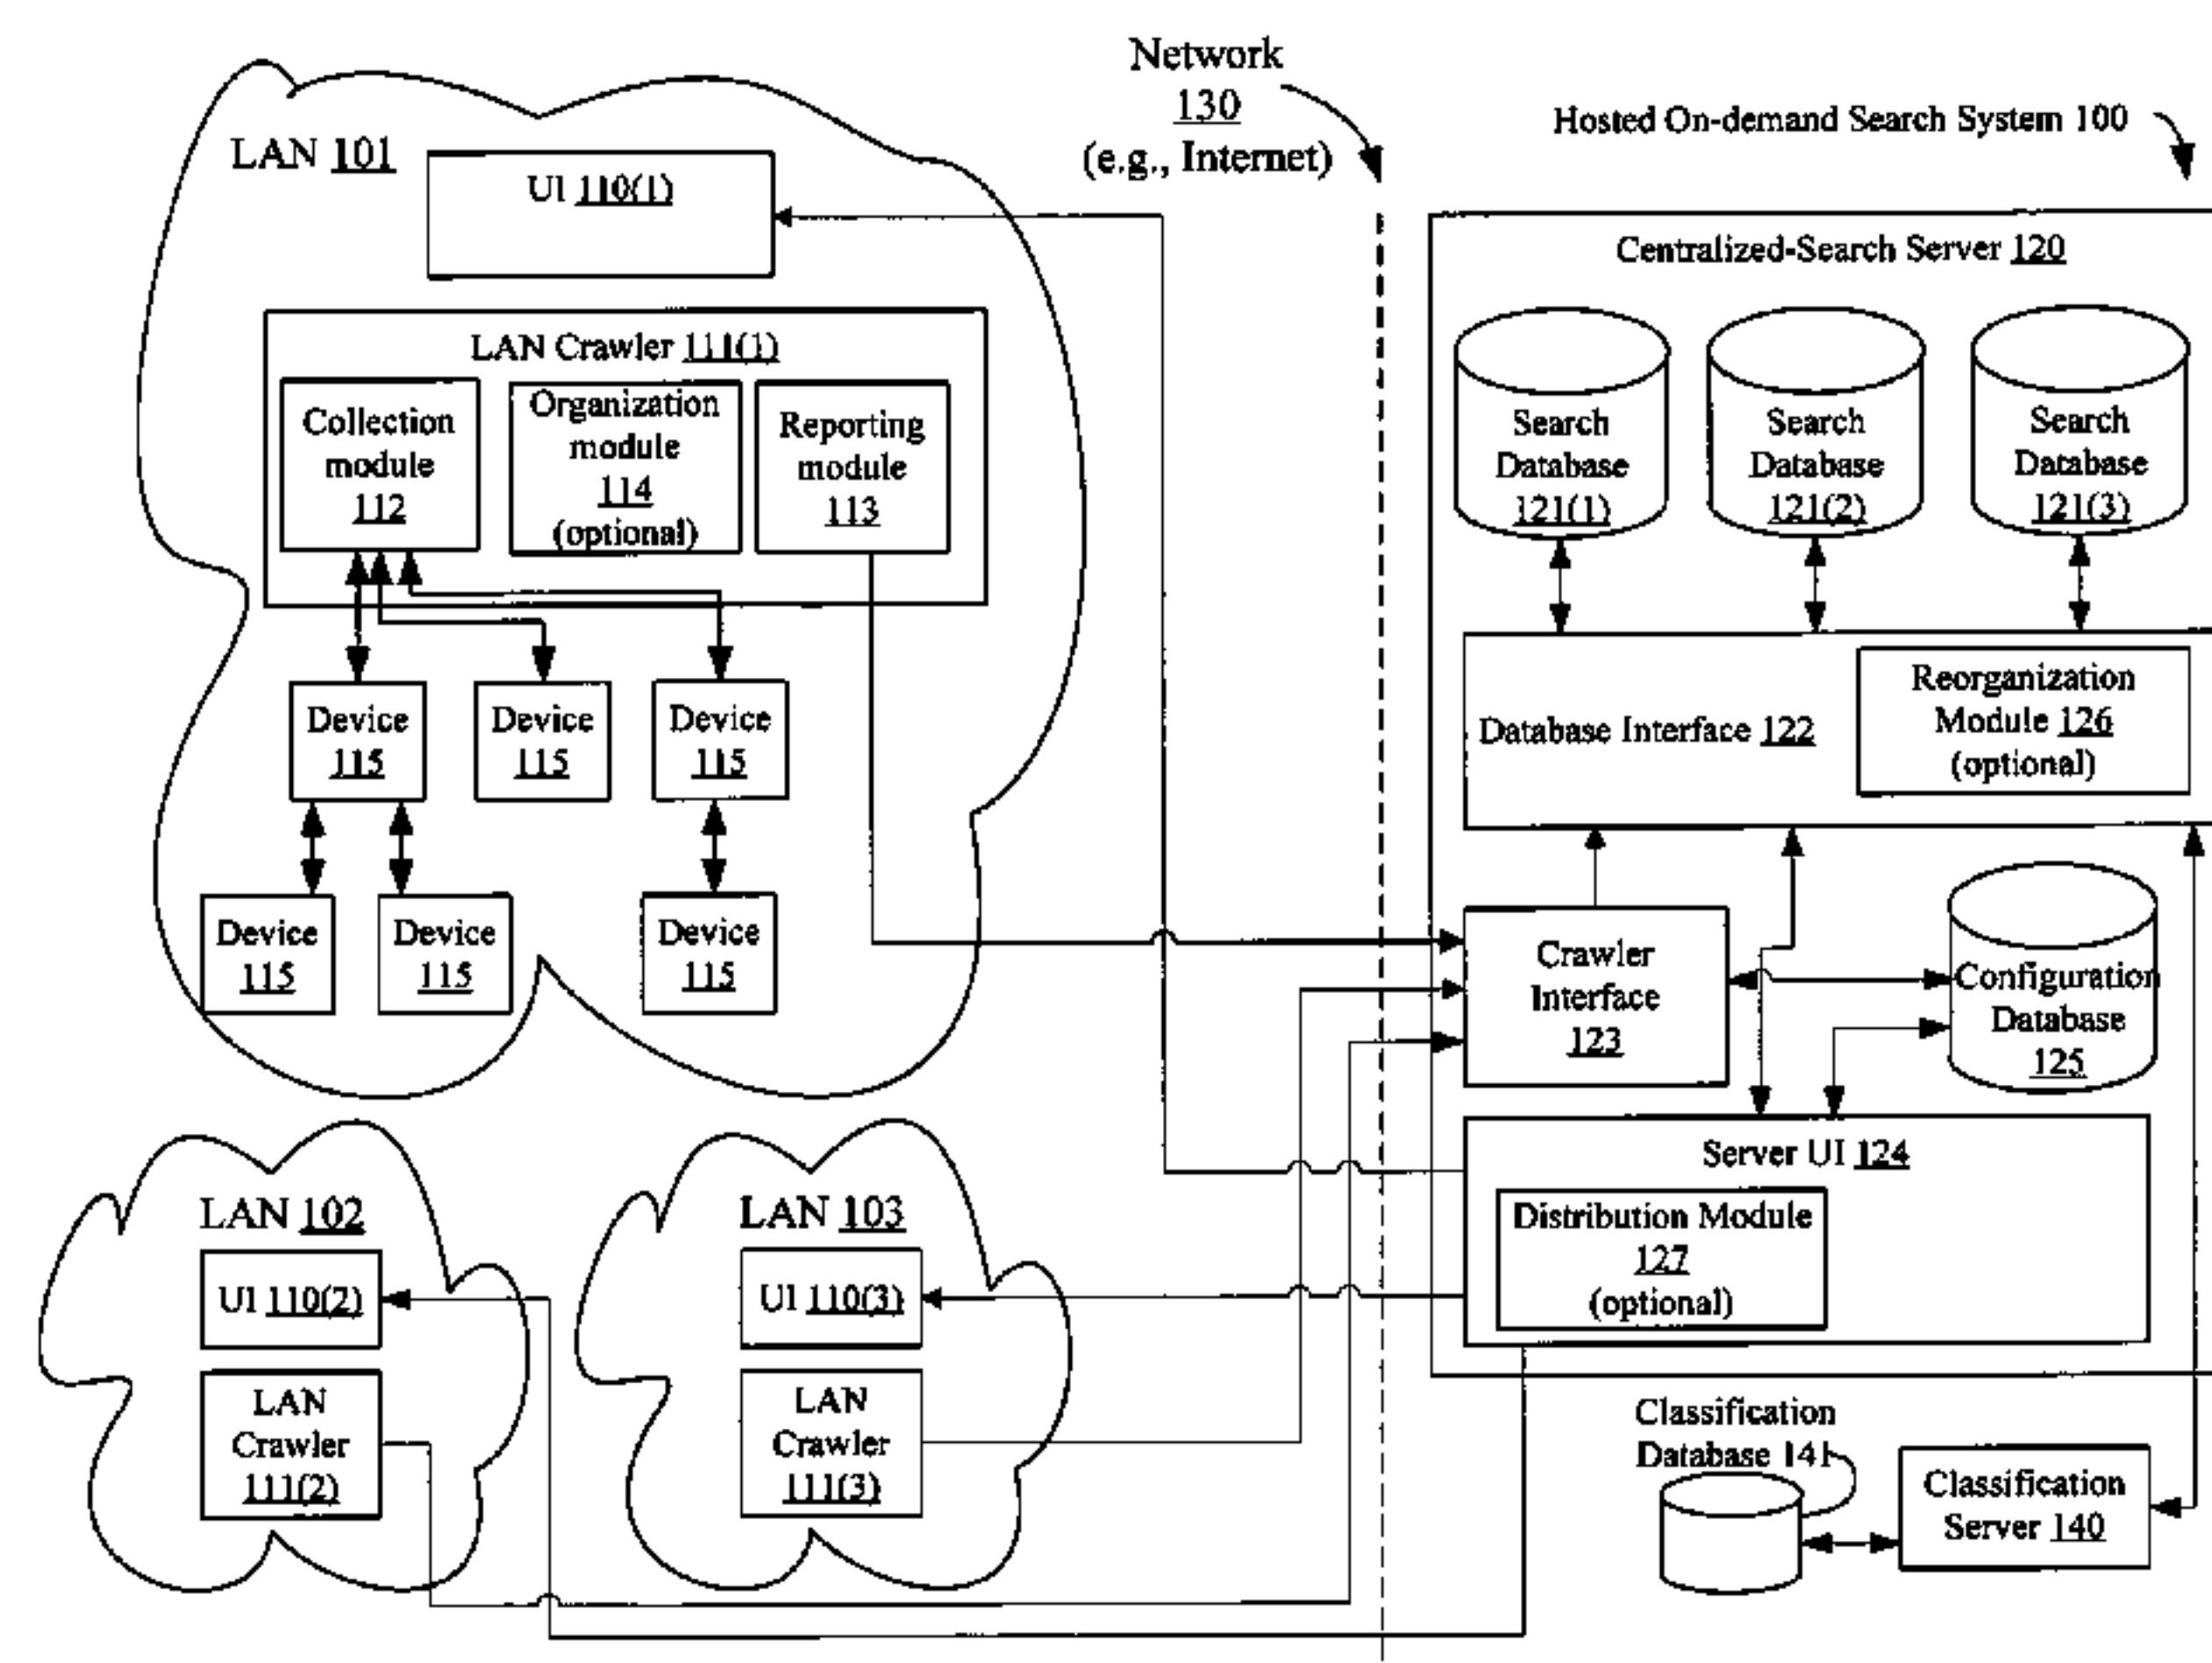 Network
130
(e.g., Internet)
Hosted On-demand Search System 100
LAN 101
UI 110(1)
LAN Crawler 111(1)
Collection
module
112
Organization
module
114
(optional)
Reporting
module
113
Device
115
Device
115
Device
115
Device
115
Device
115
Device
115
Centralized-Search Server 120
Search
Database
121(1)
Search
Database
121(2)
Search
Database
121(3)
Database Interface 122
Reorganization
Module 126
(optional)
Crawler
Interface
123
Configuration
Database
125
Server UI 124
Distribution Module
127
(optional)
LAN 102
UI 110(2)
LAN
Crawler
111(2)
LAN 103
UI 110(3)
LAN
Crawler
111(3)
Classification
Database 141
Classification
Server 140